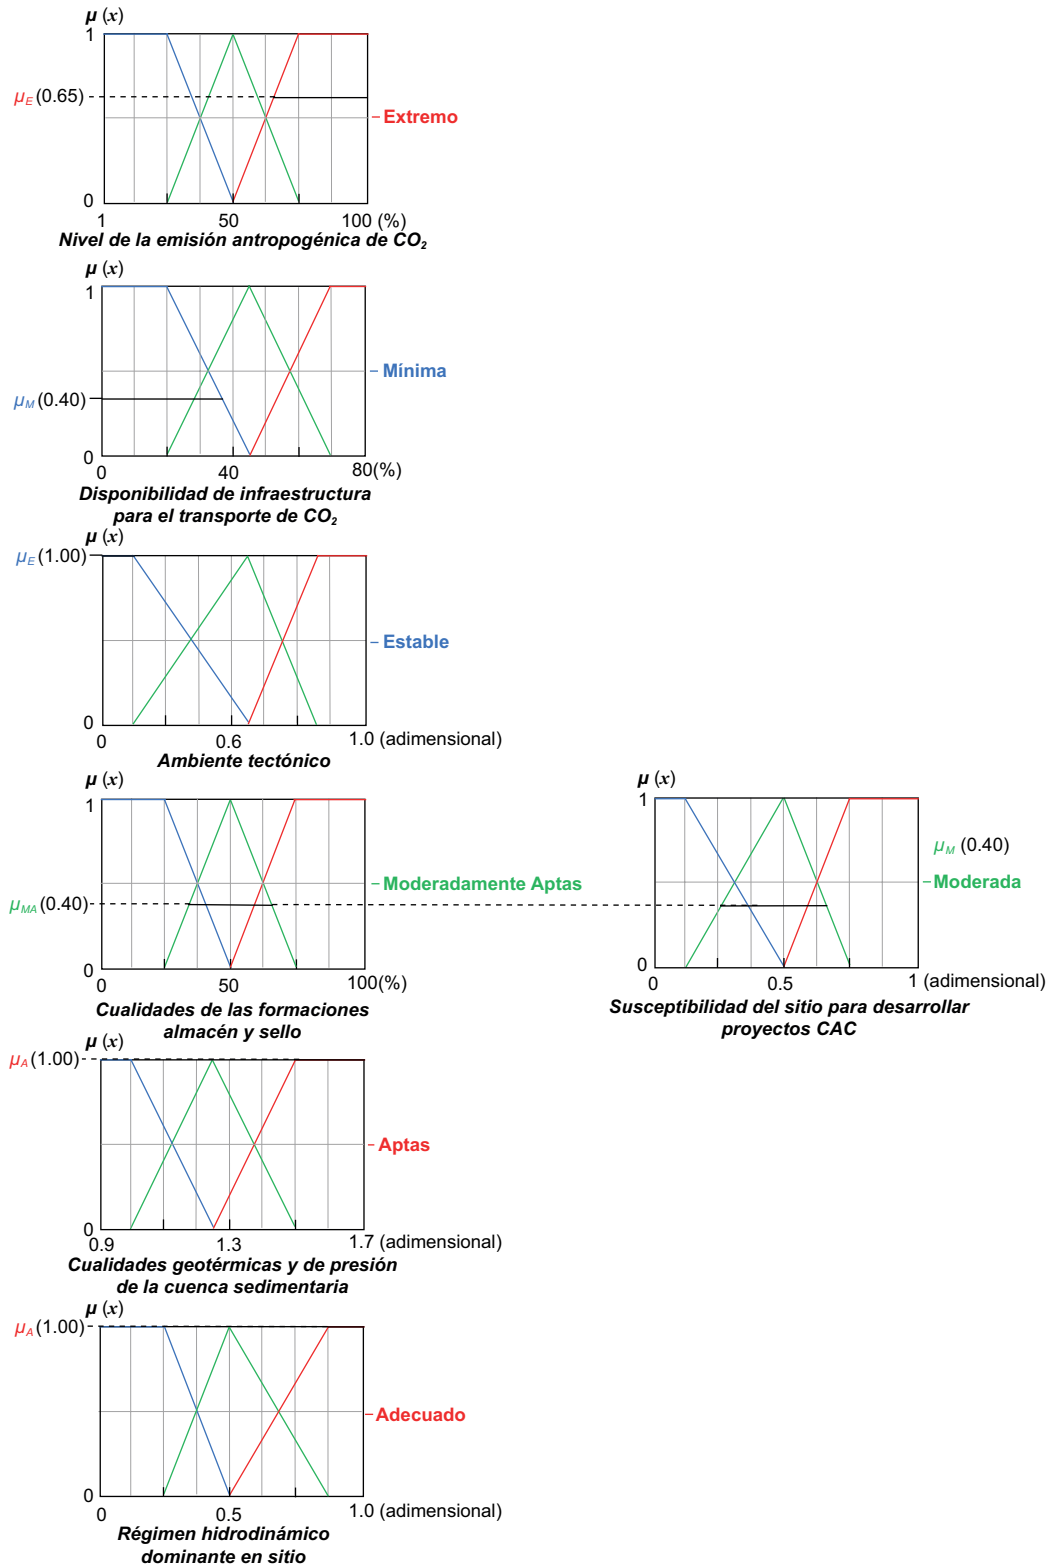 μ (x)
1
μE (0.65)
Extremo
0
1 50 100 (%)
Nivel de la emisión antropogénica de CO₂
μ (x)
1
Mínima
μM (0.40)
0
0 40 80(%)
Disponibilidad de infraestructura
para el transporte de CO₂
μ (x)
μE (1.00)
Estable
0
0 0.6 1.0 (adimensional)
Ambiente tectónico
μ (x)
1
Moderadamente Aptas
μMA (0.40)
0
0 50 100(%)
Cualidades de las formaciones
almacén y sello
μ (x)
1
μM (0.40)
Moderada
0
0 0.5 1 (adimensional)
Susceptibilidad del sitio para desarrollar
proyectos CAC
μ (x)
μA (1.00)
Aptas
0
0.9 1.3 1.7 (adimensional)
Cualidades geotérmicas y de presión
de la cuenca sedimentaria
μ (x)
μA (1.00)
Adecuado
0
0 0.5 1.0 (adimensional)
Régimen hidrodinámico
dominante en sitio